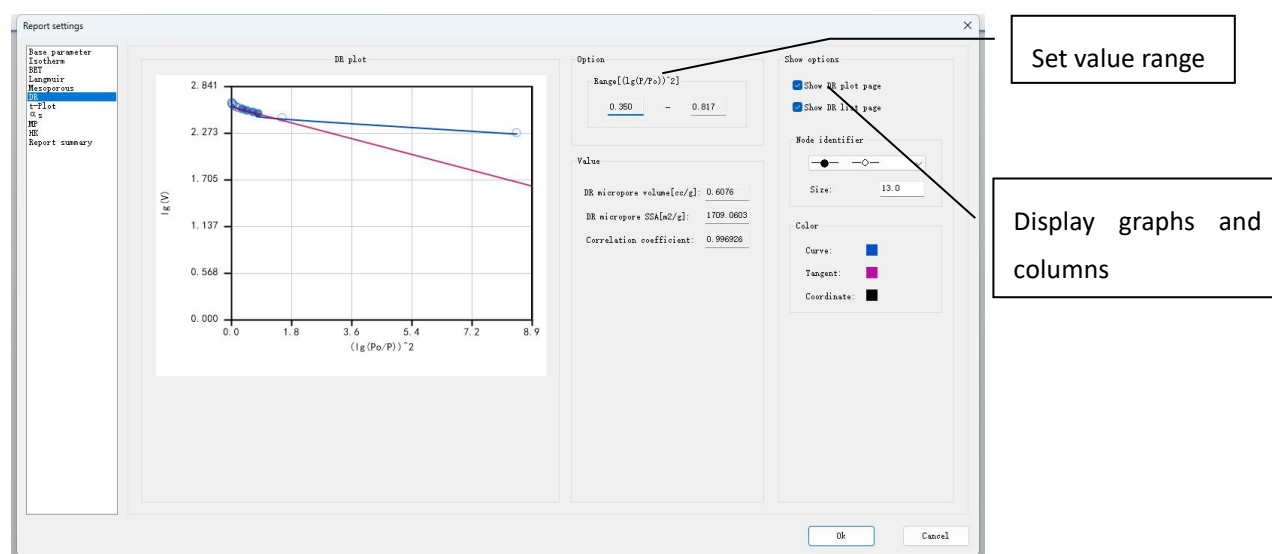 Report settings
×
Base parameter
Isotherm
BET
Langmuir
Mesoporous
DR
t-Plot
αs
MP
HK
Report summary
DR plot
2.841
2.273
1.705
1.137
0.568
0.000
lg(V)
0.0 1.8 3.6 5.4 7.2 8.9
(lg(Po/P))^2
Option
Range[(lg(P/Po))^2]
0.350 - 0.817
Value
DR micropore volume[cc/g]: 0.6076
DR micropore SSA[m2/g]: 1709.0603
Correlation coefficient: 0.996926
Show options
Show DR plot page
Show DR list page
Node identifier
Size: 13.0
Color
Curve:
Tangent:
Coordinate:
Ok Cancel
Set value range
Display graphs and
columns